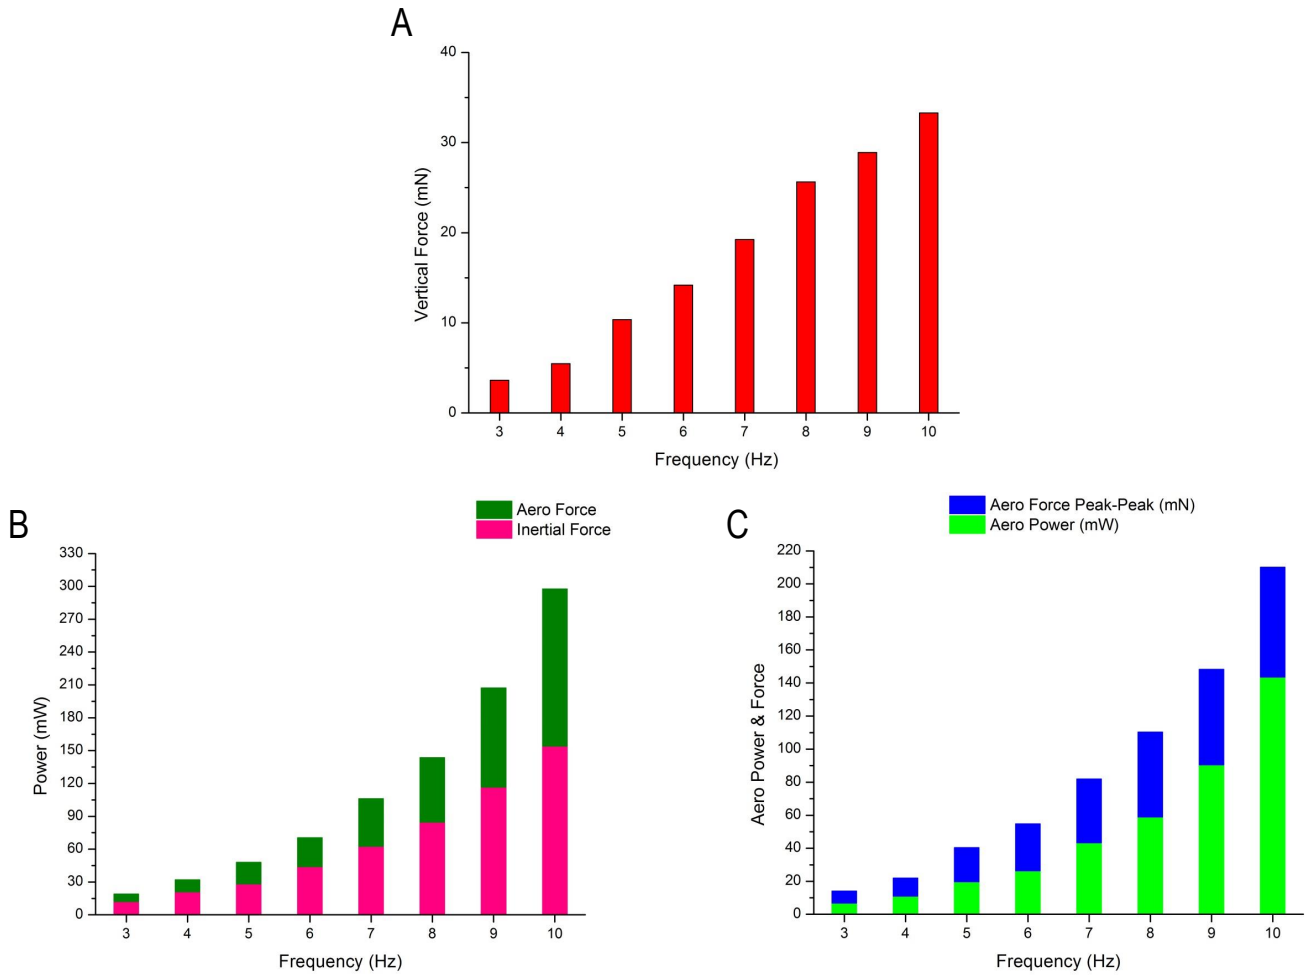 A
40
30
20
10
0
Vertical Force (mN)
3 4 5 6 7 8 9 10
Frequency (Hz)
B
Aero Force
Inertial Force
330
300
270
240
210
180
150
120
90
60
30
0
Power (mW)
3 4 5 6 7 8 9 10
Frequency (Hz)
C
Aero Force Peak-Peak (mN)
Aero Power (mW)
220
200
180
160
140
120
100
80
60
40
20
0
Aero Power & Force
3 4 5 6 7 8 9 10
Frequency (Hz)